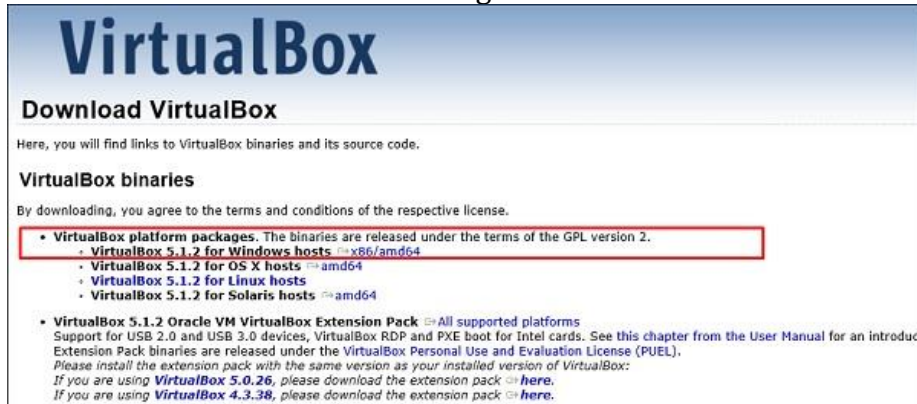 VirtualBox
Download VirtualBox
Here, you will find links to VirtualBox binaries and its source code.
VirtualBox binaries
By downloading, you agree to the terms and conditions of the respective license.
• VirtualBox platform packages. The binaries are released under the terms of the GPL version 2.
◦ VirtualBox 5.1.2 for Windows hosts x86/amd64
◦ VirtualBox 5.1.2 for OS X hosts amd64
◦ VirtualBox 5.1.2 for Linux hosts
◦ VirtualBox 5.1.2 for Solaris hosts amd64
• VirtualBox 5.1.2 Oracle VM VirtualBox Extension Pack All supported platforms
Support for USB 2.0 and USB 3.0 devices, VirtualBox RDP and PXE boot for Intel cards. See this chapter from the User Manual for an introduc
Extension Pack binaries are released under the VirtualBox Personal Use and Evaluation License (PUEL).
Please install the extension pack with the same version as your installed version of VirtualBox:
If you are using VirtualBox 5.0.26, please download the extension pack here.
If you are using VirtualBox 4.3.38, please download the extension pack here.